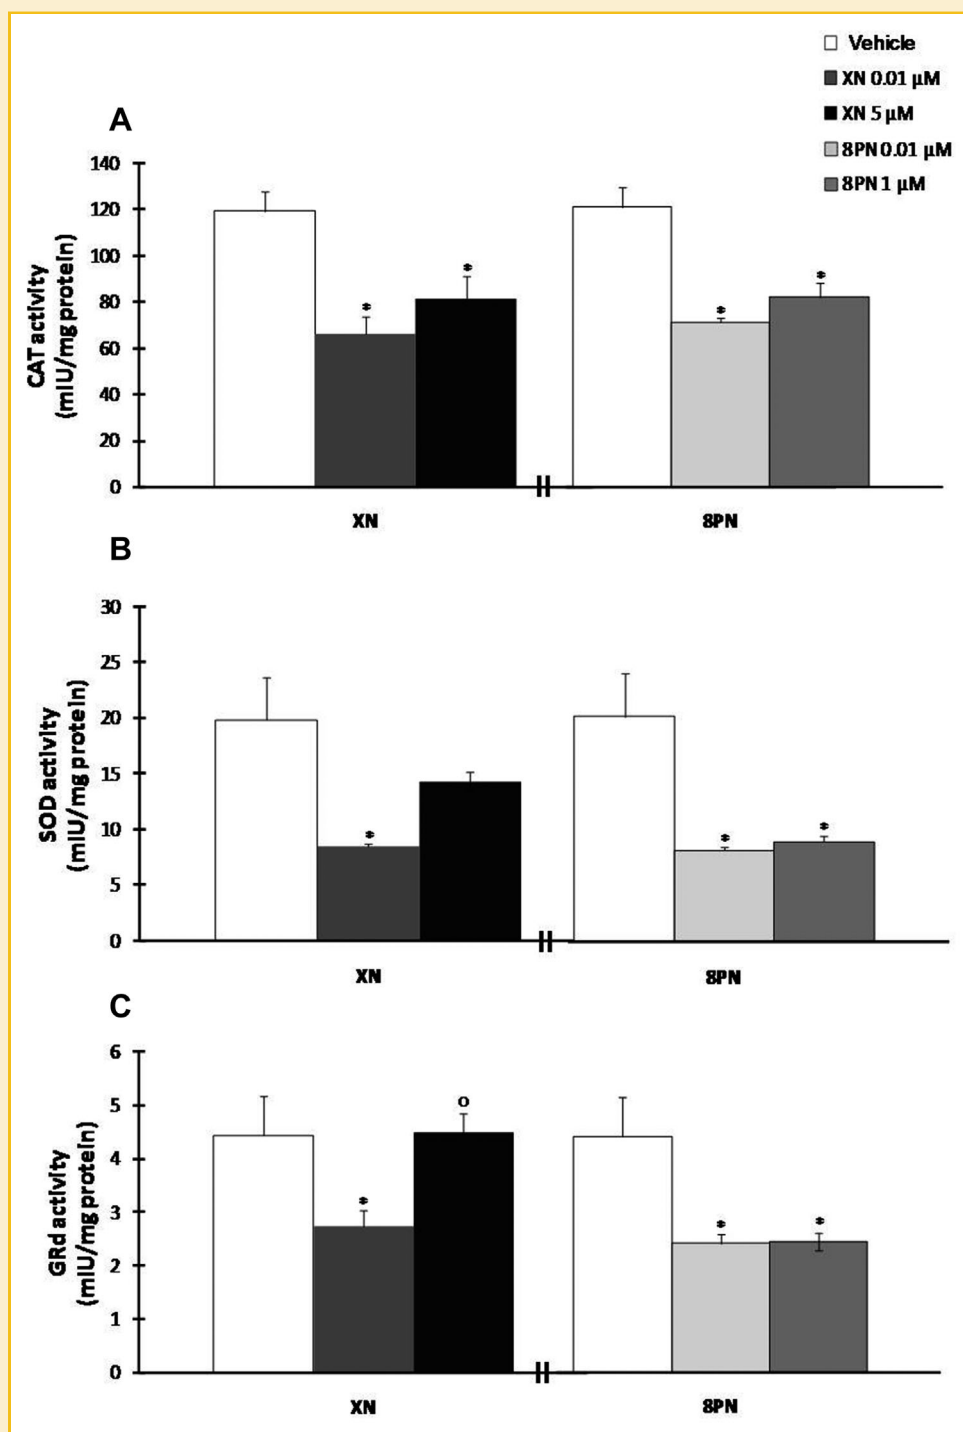 Vehicle
XN 0.01 µM
XN 5 µM
8PN 0.01 µM
8PN 1 µM
A
CAT activity
(mIU/mg protein)
140
120
100
80
60
40
20
0
*
*
*
*
XN
8PN
B
SOD activity
(mIU/mg protein)
30
25
20
15
10
5
0
*
*
*
XN
8PN
C
GRd activity
(mIU/mg protein)
6
5
4
3
2
1
0
*
o
*
*
XN
8PN